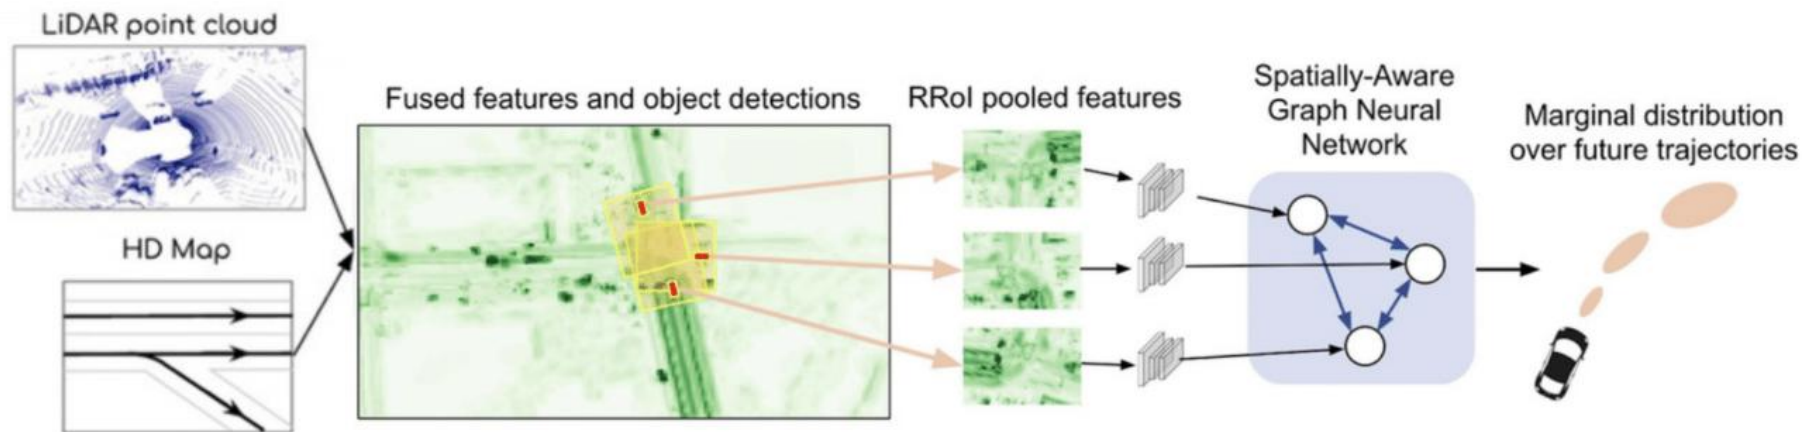 LiDAR point cloud
HD Map
Fused features and object detections
RRoI pooled features
Spatially-Aware
Graph Neural
Network
Marginal distribution
over future trajectories